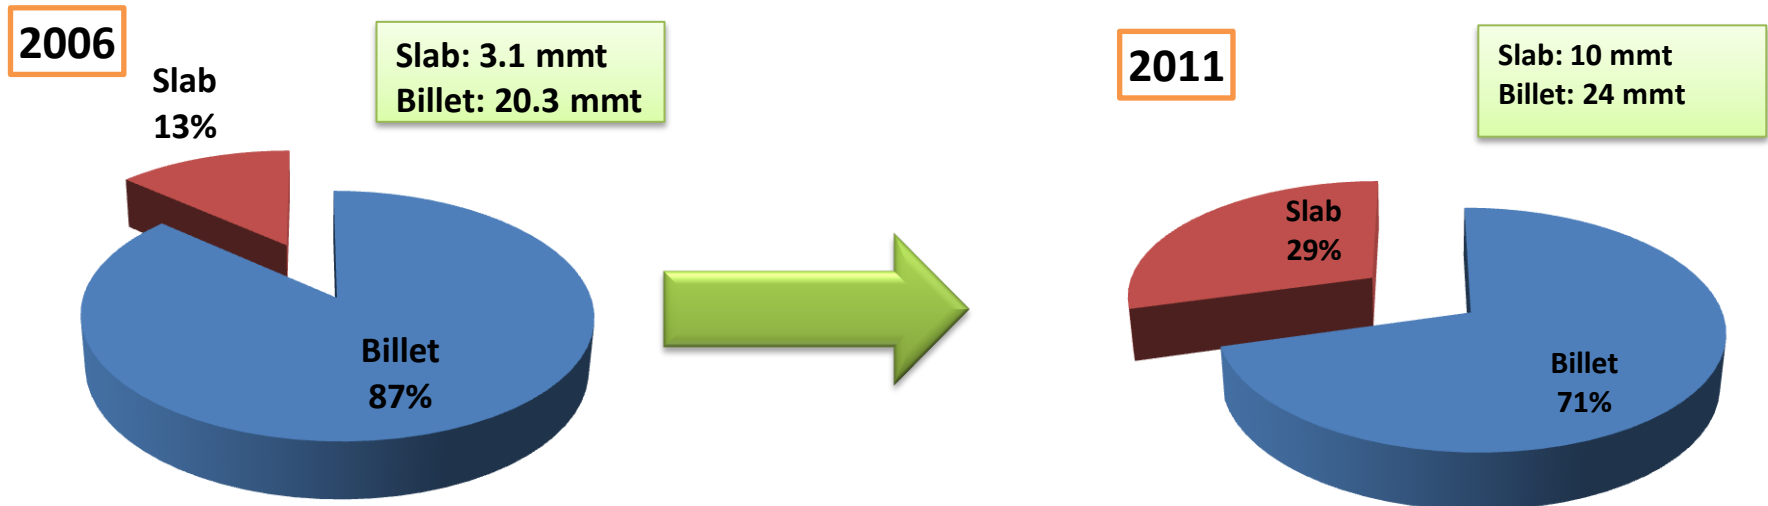 2006
Slab: 3.1 mmt
Billet: 20.3 mmt
Slab
13%
Billet
87%
2011
Slab: 10 mmt
Billet: 24 mmt
Slab
29%
Billet
71%